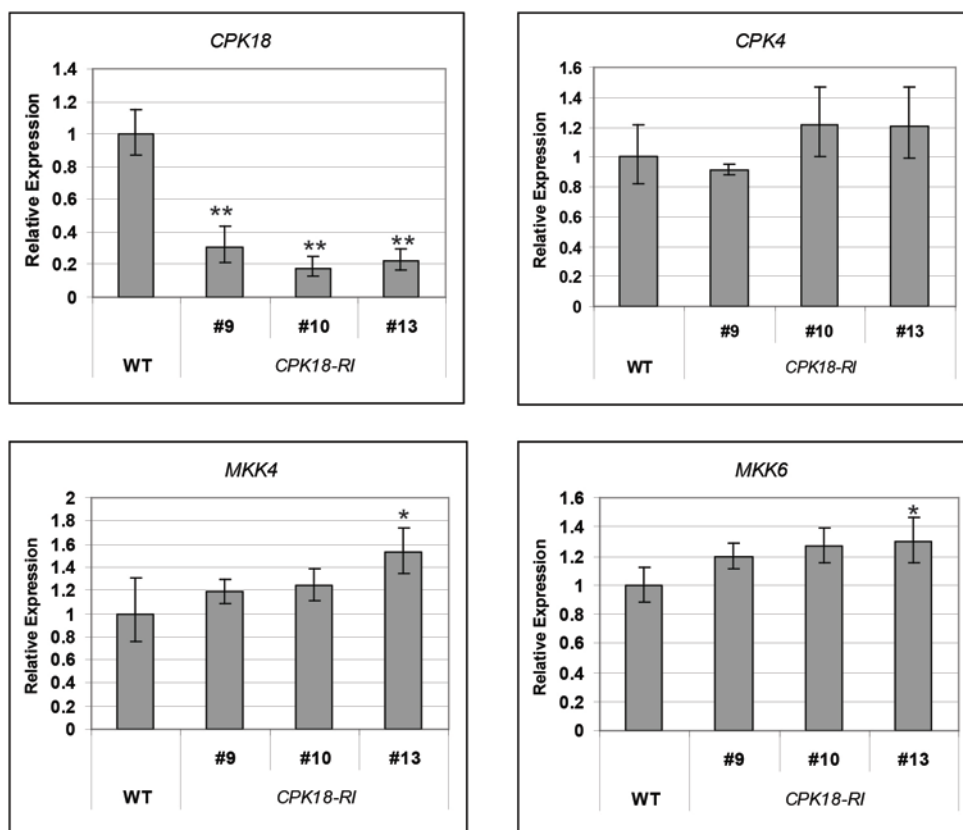 CPK18
Relative Expression
1.4
1.2
1
0.8
0.6
0.4
0.2
0
**
**
**
#9 #10 #13
WT CPK18-RI
CPK4
Relative Expression
1.6
1.4
1.2
1
0.8
0.6
0.4
0.2
0
#9 #10 #13
WT CPK18-RI
MKK4
Relative Expression
2
1.8
1.6
1.4
1.2
1
0.8
0.6
0.4
0.2
0
*
#9 #10 #13
WT CPK18-RI
MKK6
Relative Expression
1.6
1.4
1.2
1
0.8
0.6
0.4
0.2
0
*
#9 #10 #13
WT CPK18-RI